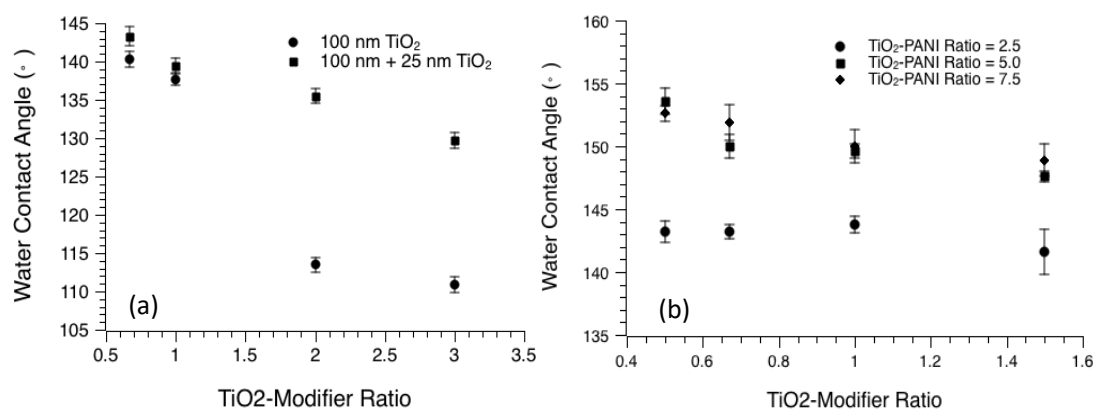 145
140
135
130
125
120
115
110
105
Water Contact Angle (°)
100 nm TiO2
100 nm + 25 nm TiO2
(a)
0.5 1 1.5 2 2.5 3 3.5
TiO2-Modifier Ratio
160
155
150
145
140
135
Water Contact Angle (°)
TiO2-PANI Ratio = 2.5
TiO2-PANI Ratio = 5.0
TiO2-PANI Ratio = 7.5
(b)
0.4 0.6 0.8 1 1.2 1.4 1.6
TiO2-Modifier Ratio